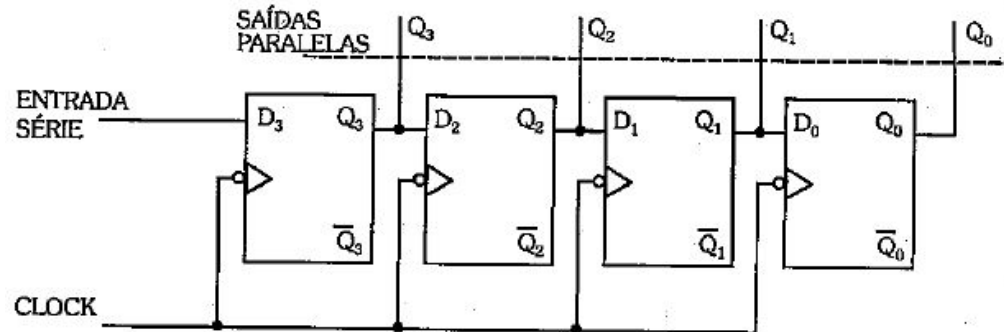 SAÍDAS
PARALELAS
Q₃ Q₂ Q₁ Q₀
ENTRADA
SÉRIE
D₃ Q₃ D₂ Q₂ D₁ Q₁ D₀ Q₀
Q̅₃ Q̅₂ Q̅₁ Q̅₀
CLOCK